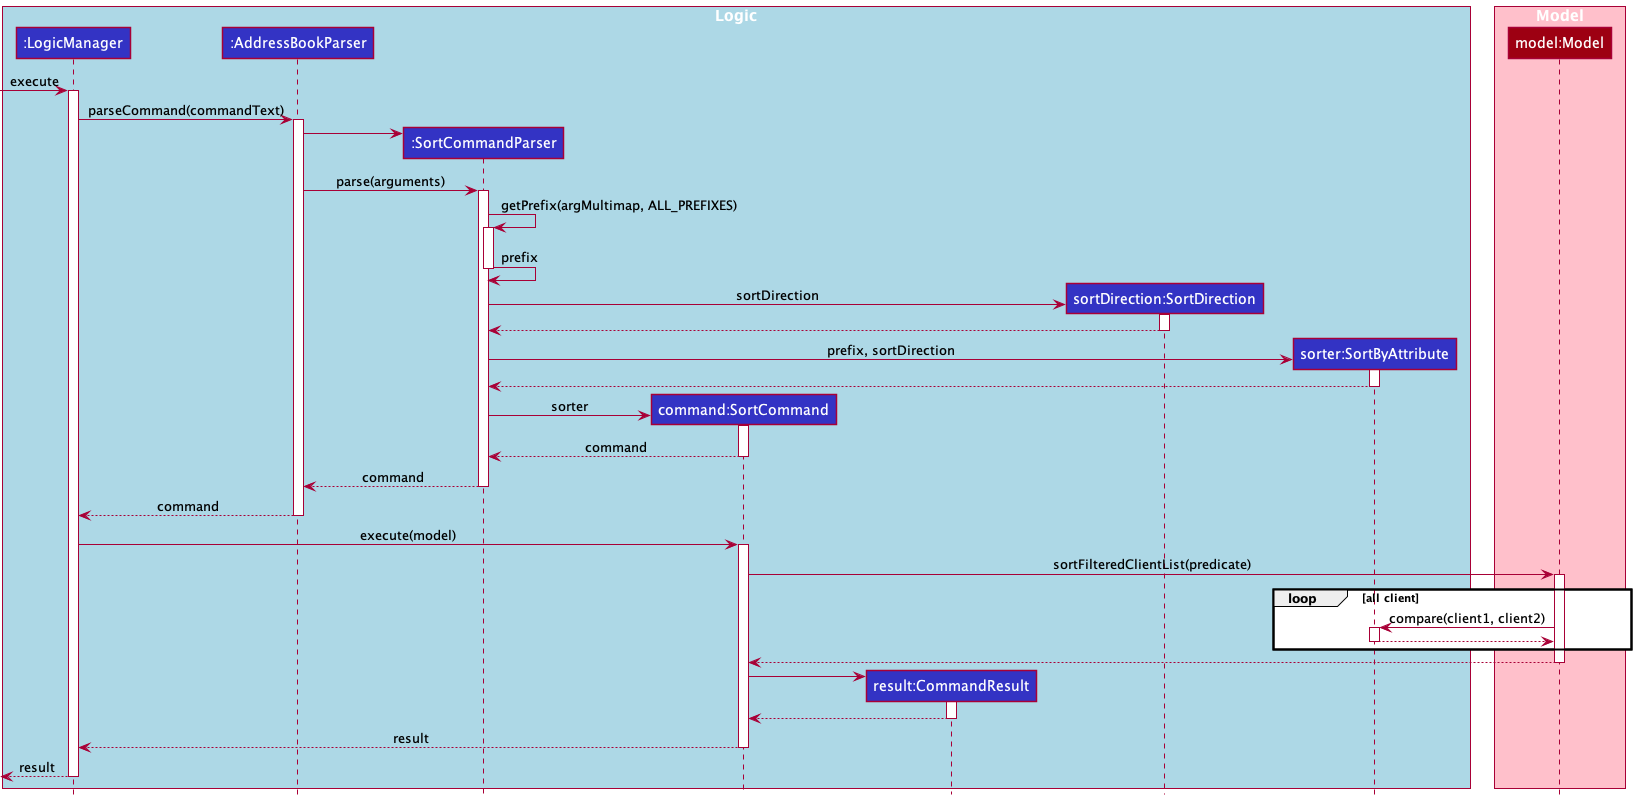 Logic
Model
:LogicManager
:AddressBookParser
model:Model
execute
parseCommand(commandText)
:SortCommandParser
parse(arguments)
getPrefix(argMultimap, ALL_PREFIXES)
prefix
sortDirection
sortDirection:SortDirection
prefix, sortDirection
sorter:SortByAttribute
sorter
command:SortCommand
command
command
command
execute(model)
sortFilteredClientList(predicate)
loop
[all client]
compare(client1, client2)
result:CommandResult
result
result